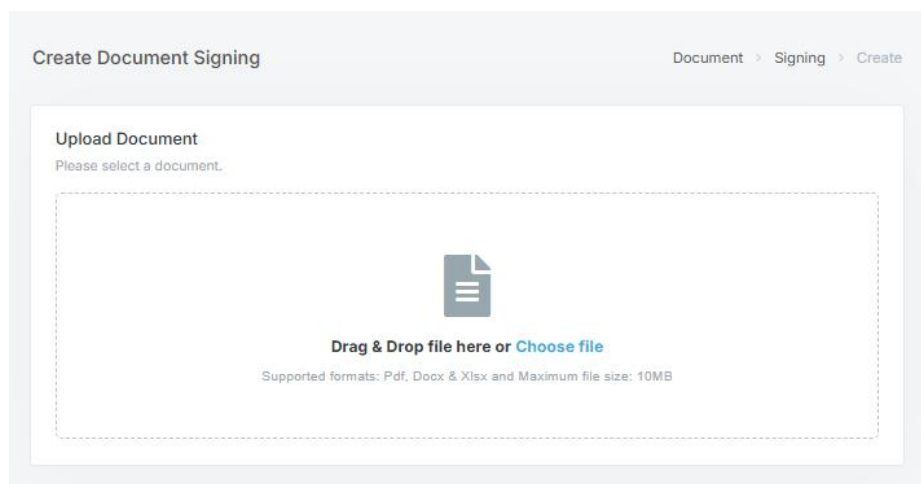 Create Document Signing
Document > Signing > Create
Upload Document
Please select a document.
Drag & Drop file here or Choose file
Supported formats: Pdf, Docx & Xlsx and Maximum file size: 10MB